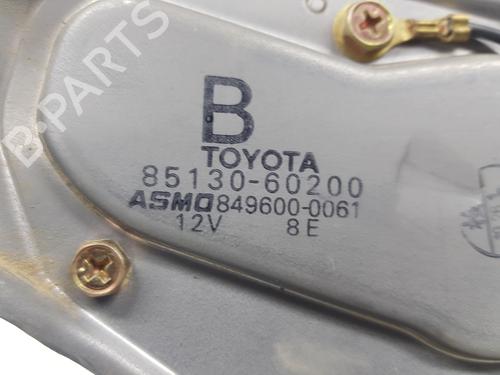 B-PARTS
B
TOYOTA
85130-60200
ASMO 849600-0061
12V 8E